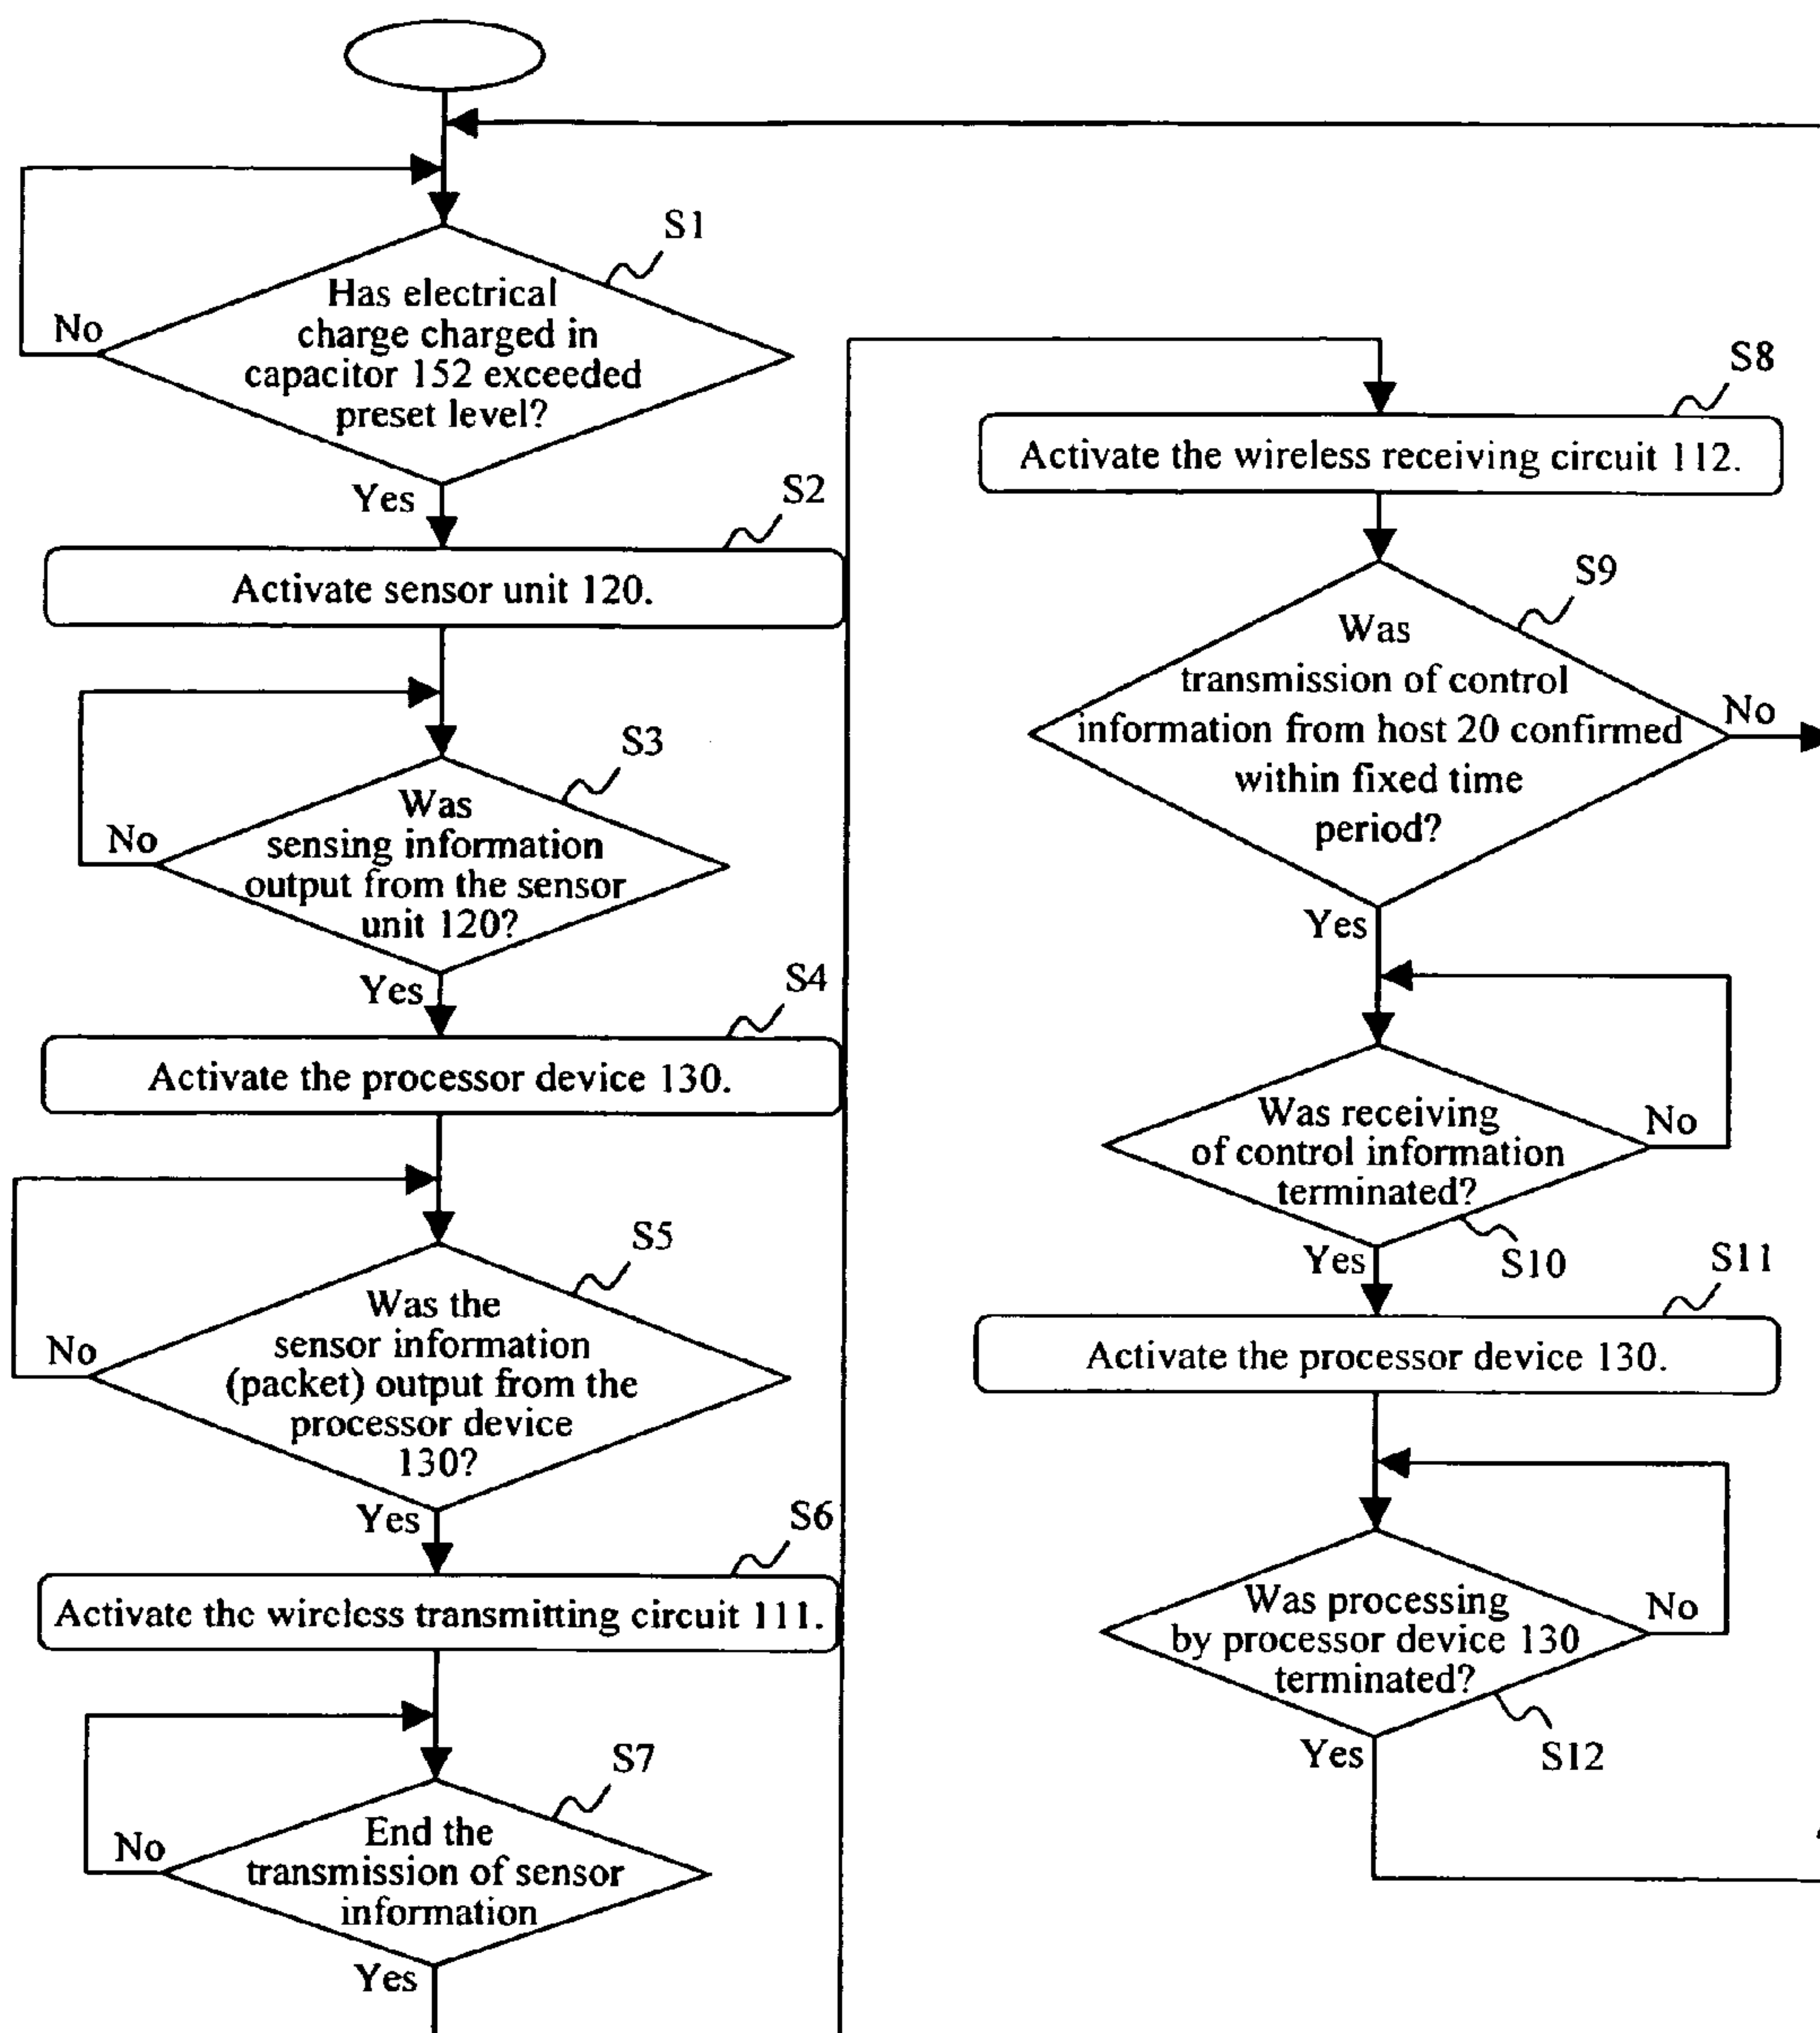 S1
Has electrical
charge charged in
capacitor 152 exceeded
preset level?
No
Yes
S2
Activate sensor unit 120.
S3
Was
sensing information
output from the sensor
unit 120?
No
Yes
S4
Activate the processor device 130.
S5
Was the
sensor information
(packet) output from the
processor device
130?
No
Yes
S6
Activate the wireless transmitting circuit 111.
S7
End the
transmission of sensor
information
No
Yes
S8
Activate the wireless receiving circuit 112.
S9
Was
transmission of control
information from host 20 confirmed
within fixed time
period?
No
Yes
Was receiving
of control information
terminated?
No
S10
Yes
S11
Activate the processor device 130.
Was processing
by processor device 130
terminated?
No
S12
Yes